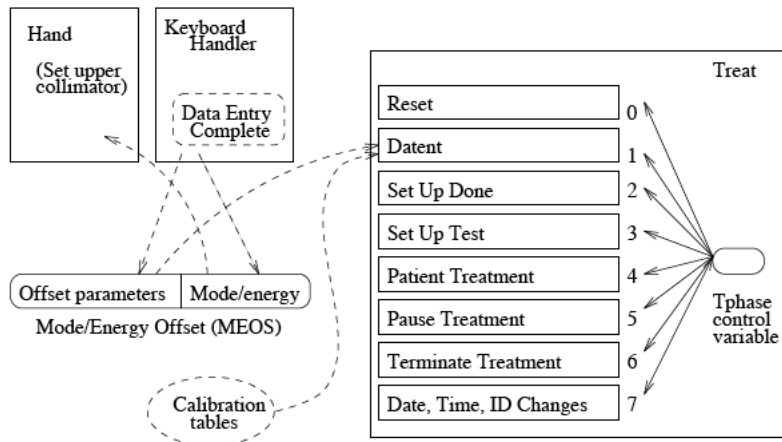 Hand
(Set upper
collimator)
Keyboard
Handler
Data Entry
Complete
Treat
Reset
0
Datent
1
Set Up Done
2
Set Up Test
3
Patient Treatment
4
Pause Treatment
5
Terminate Treatment
6
Date, Time, ID Changes
7
Tphase
control
variable
Offset parameters
Mode/energy
Mode/Energy Offset (MEOS)
Calibration
tables